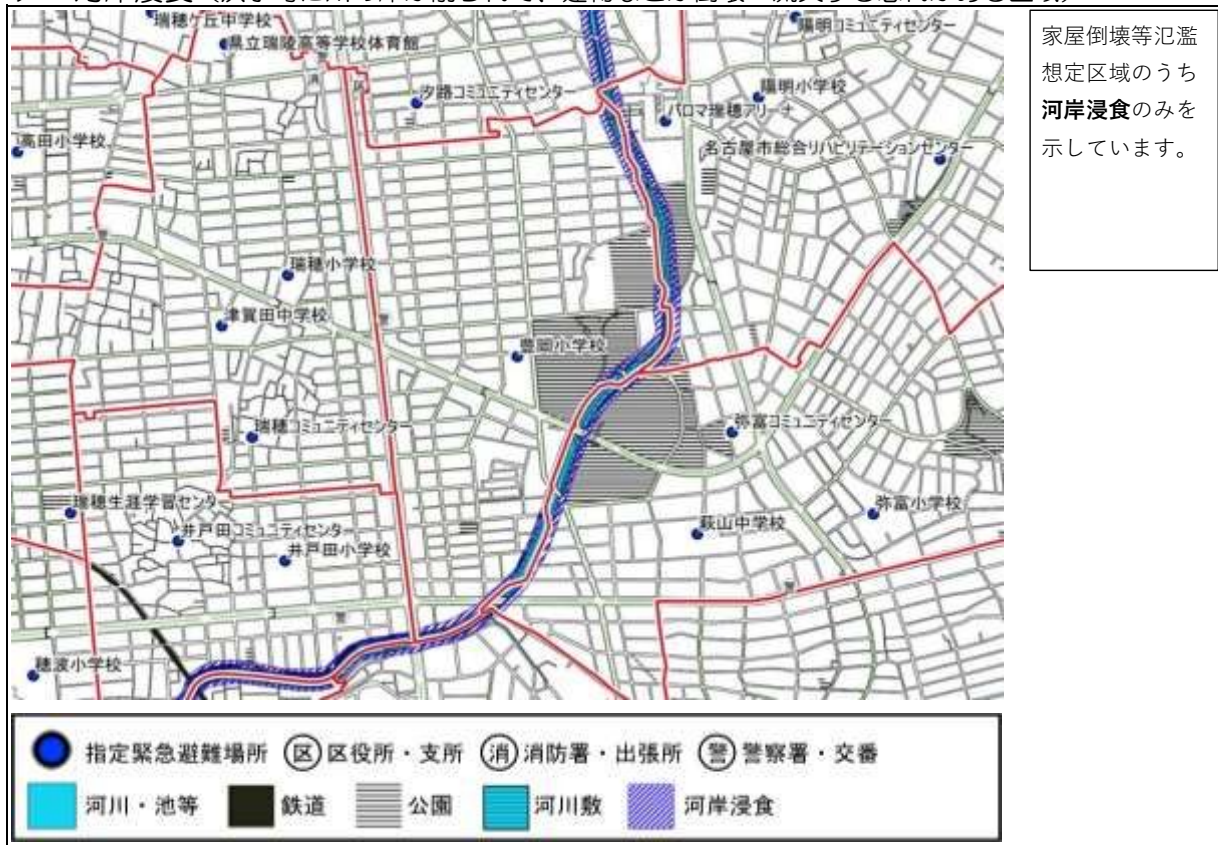 瑞穂ケ丘中学校
県立瑞陵高等学校体育館
陽明コミュニティセンター
汐路コミュニティセンター
陽明小学校
パロマ瑞穂アリーナ
高田小学校
名古屋市総合リハビリテーションセンター
瑞穂小学校
津賀田中学校
豊岡小学校
瑞穂コミュニティセンター
弥富コミュニティセンター
瑞穂生涯学習センター
弥富小学校
萩山中学校
井戸田コミュニティセンター
井戸田小学校
穂波小学校
家屋倒壊等氾濫
想定区域のうち
河岸浸食のみを
示しています。
指定緊急避難場所 区 区役所・支所 消 消防署・出張所 警 警察署・交番
河川・池等 鉄道 公園 河川敷 河岸浸食